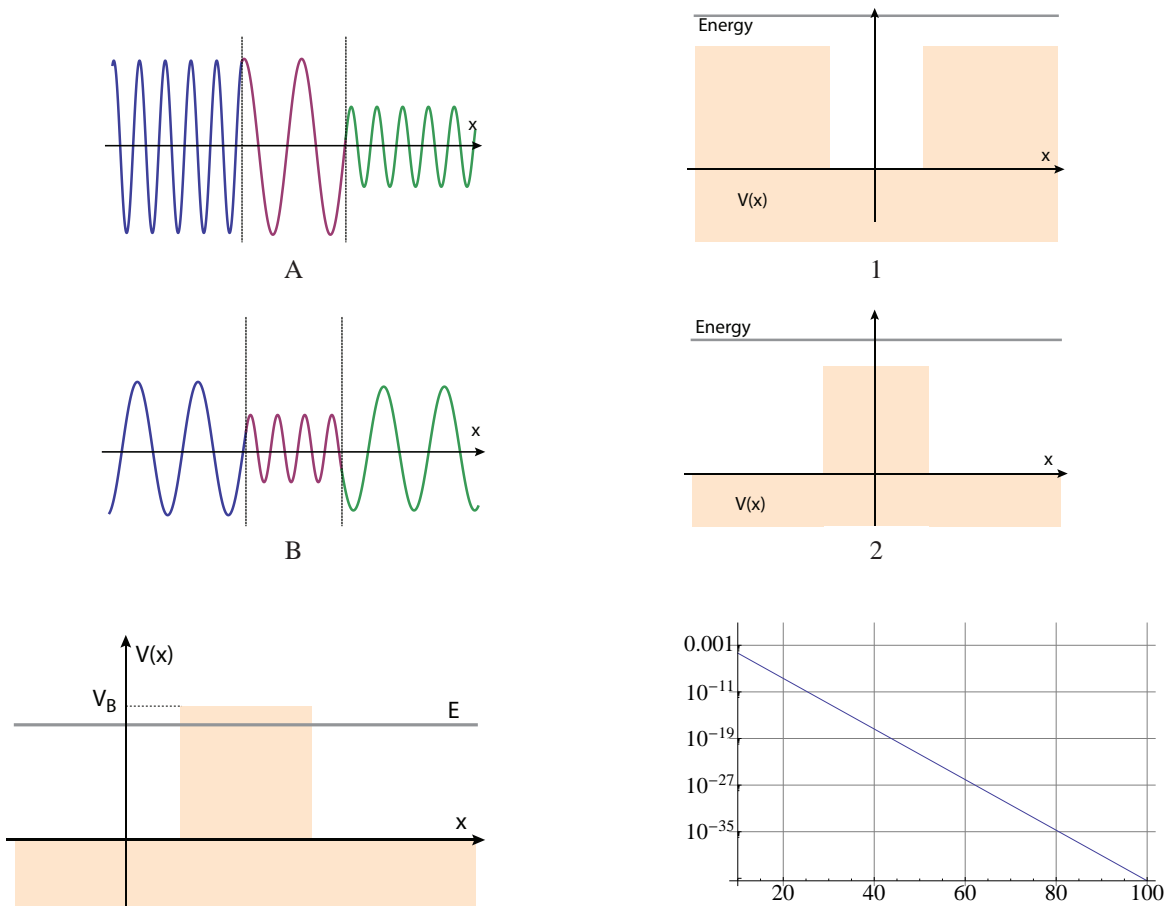 x
A
Energy
x
V(x)
1
x
B
Energy
x
V(x)
2
V(x)
V_B
E
x
0.001
10^{-11}
10^{-19}
10^{-27}
10^{-35}
20 40 60 80 100